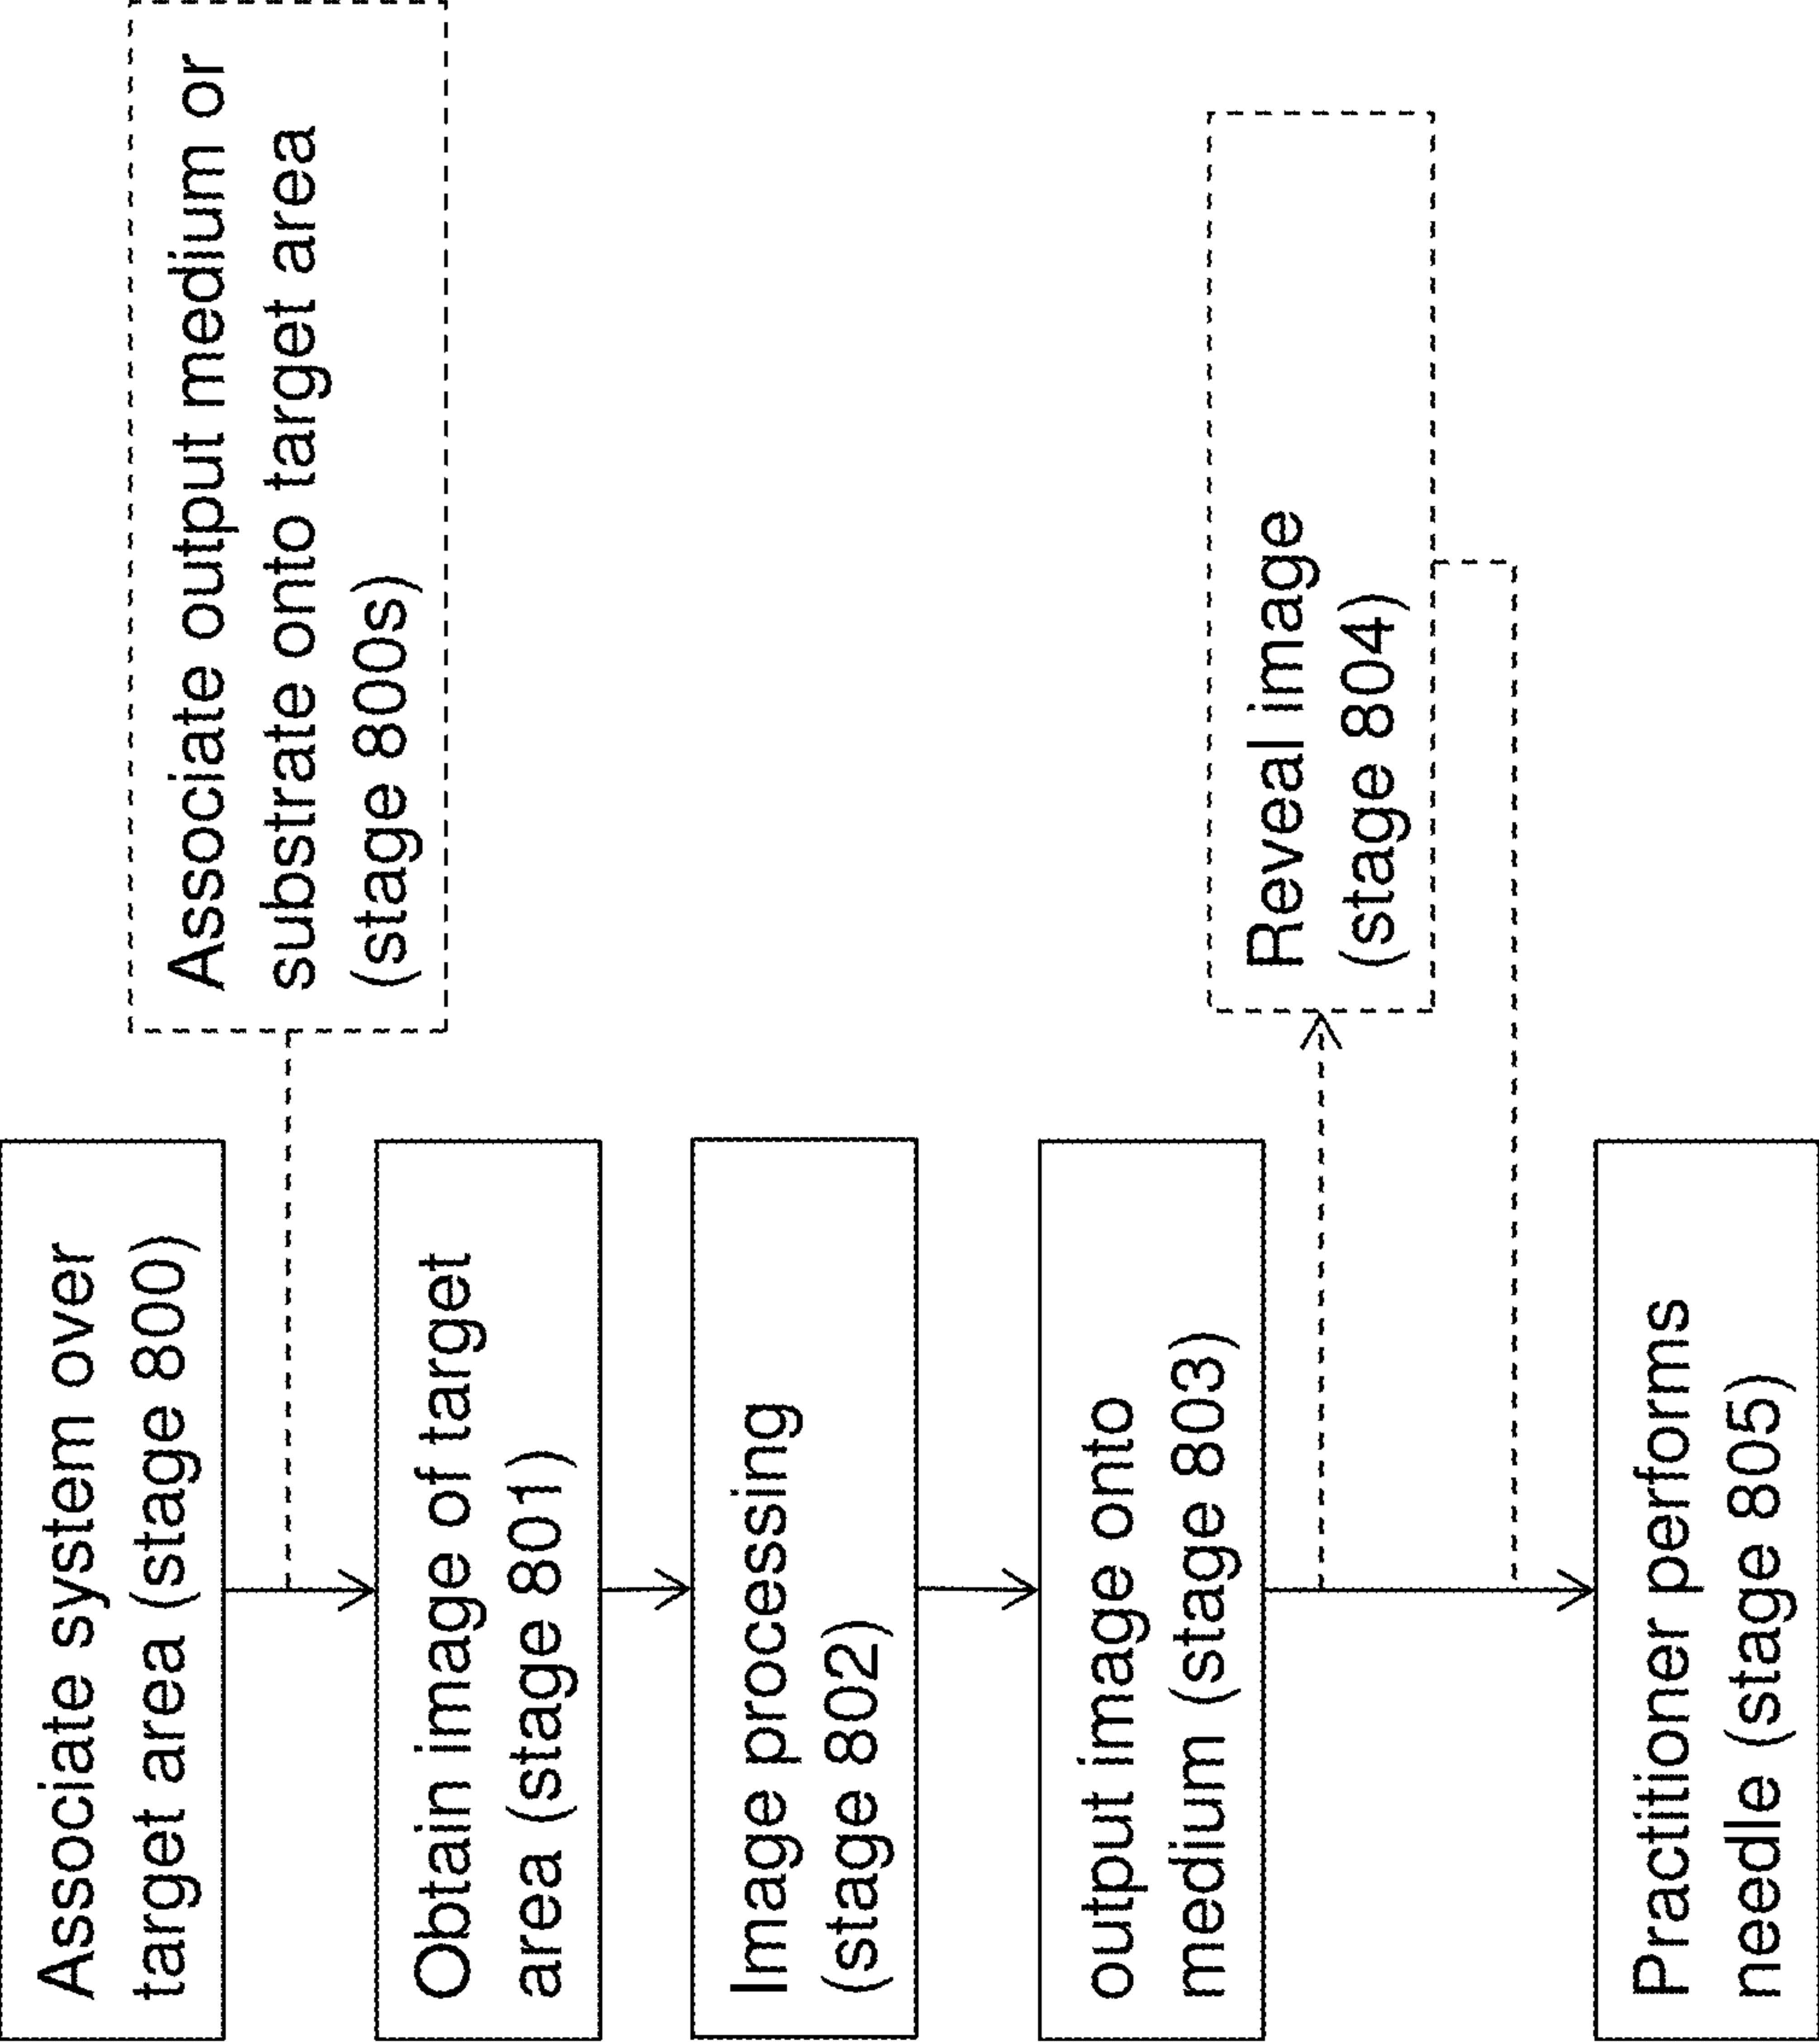 Associate system over
target area (stage 800)
Associate output medium or
substrate onto target area
(stage 800s)
Obtain image of target
area (stage 801)
Image processing
(stage 802)
output image onto
medium (stage 803)
Reveal image
(stage 804)
Practitioner performs
needle (stage 805)